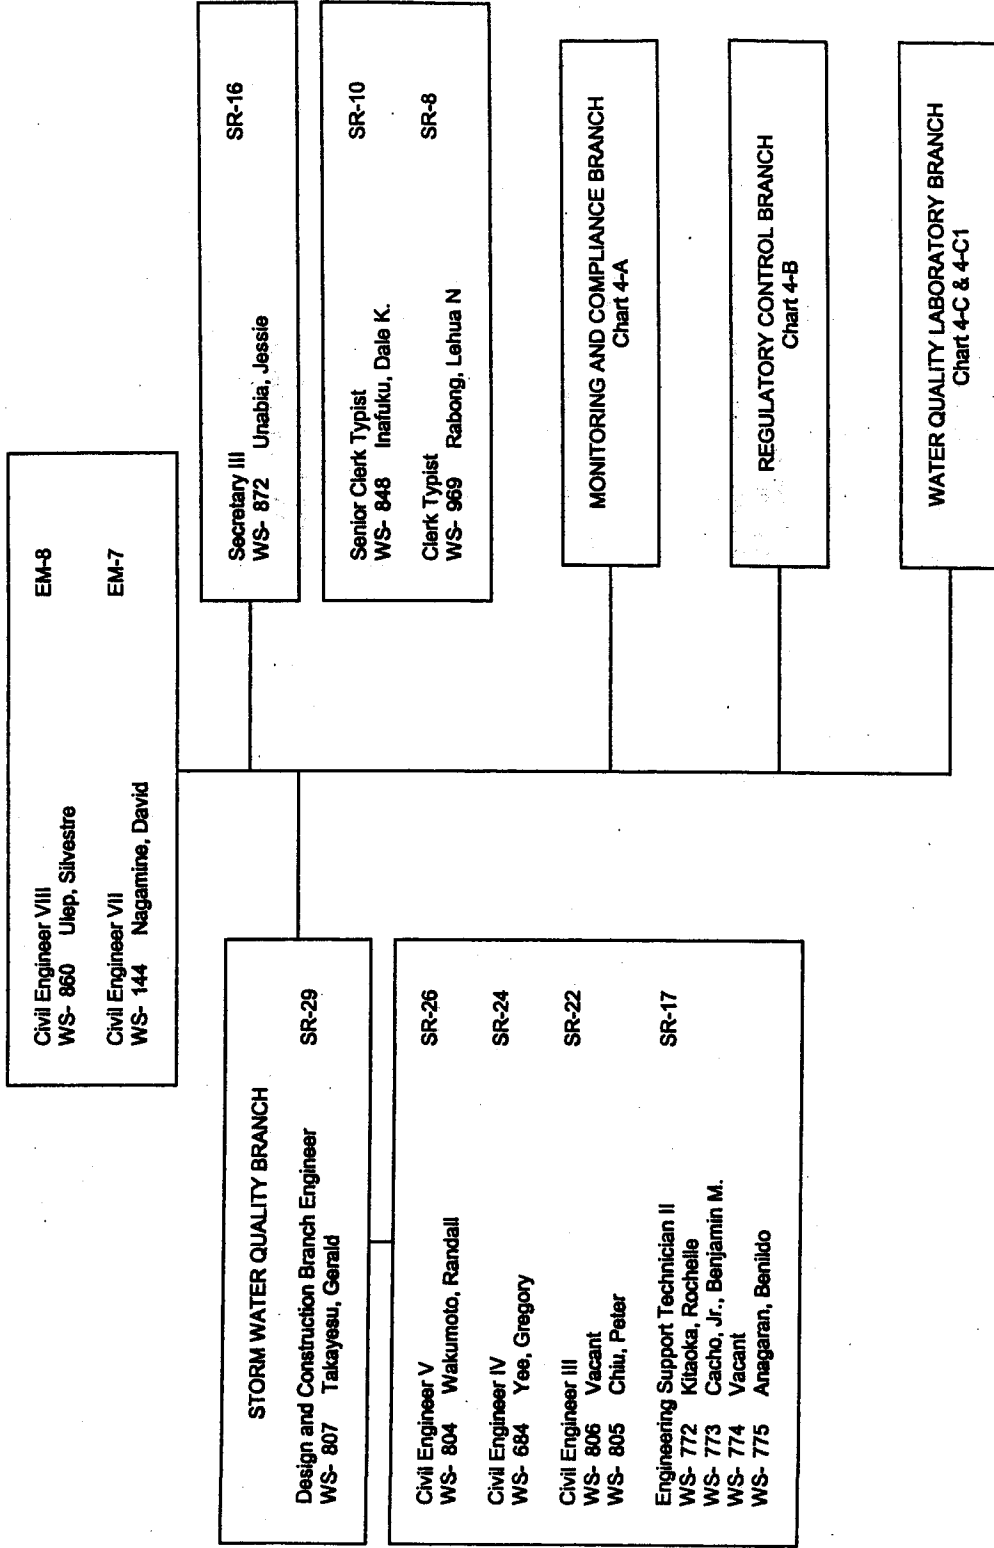 Civil Engineer VIII EM-8
WS- 860 Ulep, Silvestre
Civil Engineer VII EM-7
WS- 144 Nagamine, David
STORM WATER QUALITY BRANCH
Design and Construction Branch Engineer SR-29
WS- 807 Takayesu, Gerald
Civil Engineer V SR-26
WS- 804 Wakumoto, Randall
Civil Engineer IV SR-24
WS- 684 Yee, Gregory
Civil Engineer III SR-22
WS- 806 Vacant
WS- 805 Chiu, Peter
Engineering Support Technician II SR-17
WS- 772 Kitaoka, Rochelle
WS- 773 Cacho, Jr., Benjamin M.
WS- 774 Vacant
WS- 775 Anagaran, Benildo
Secretary III SR-16
WS- 872 Unabia, Jessie
Senior Clerk Typist SR-10
WS- 848 Inafuku, Dale K.
Clerk Typist SR-8
WS- 969 Rabong, Lehua N
MONITORING AND COMPLIANCE BRANCH
Chart 4-A
REGULATORY CONTROL BRANCH
Chart 4-B
WATER QUALITY LABORATORY BRANCH
Chart 4-C & 4-C1